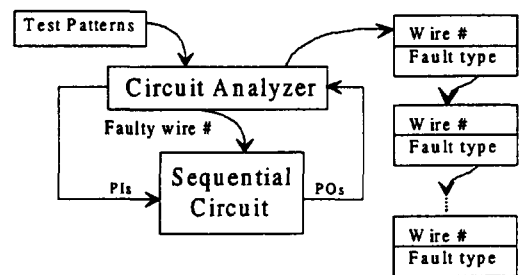 Test Patterns
Circuit Analyzer
Faulty wire #
PIs
Sequential
Circuit
POs
Wire #
Fault type
Wire #
Fault type
Wire #
Fault type